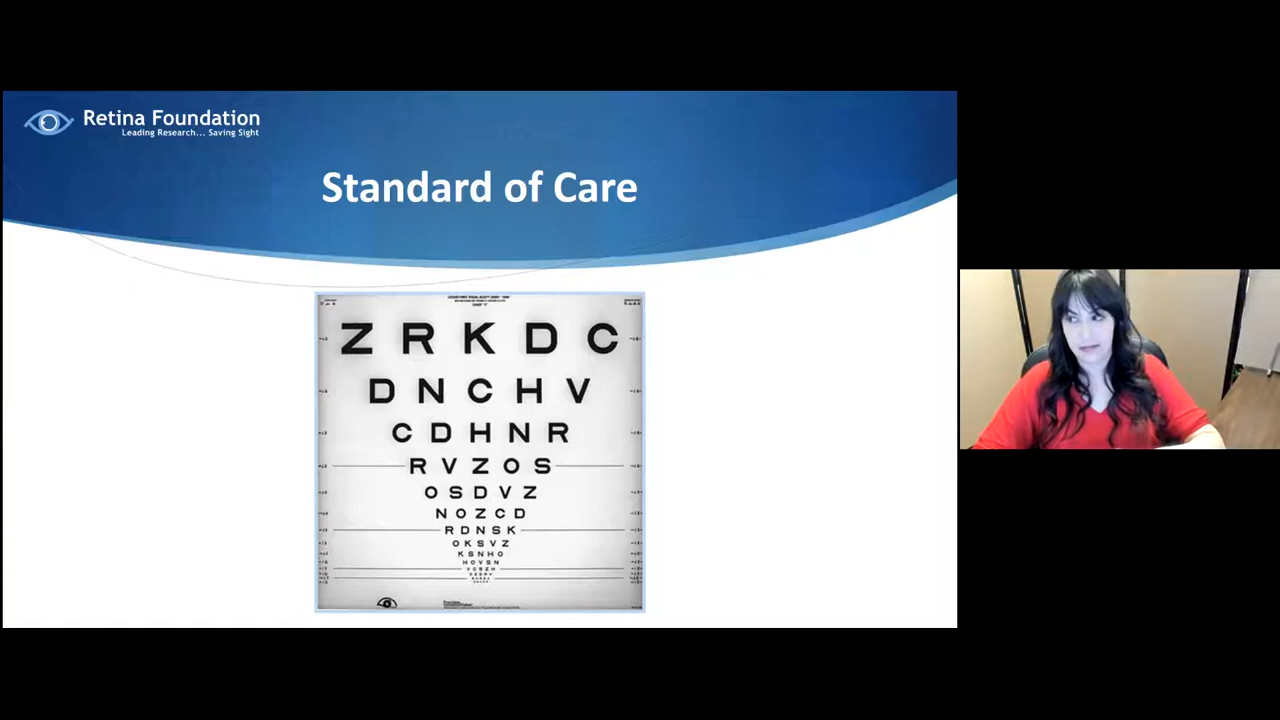 Retina Foundation
Leading Research... Saving Sight
Standard of Care
Z R K D C
D N C H V
C D H N R
R V Z O S
O S D V Z
N O Z C D
R D N S K
O K S V Z
K S N H O
H O V S N